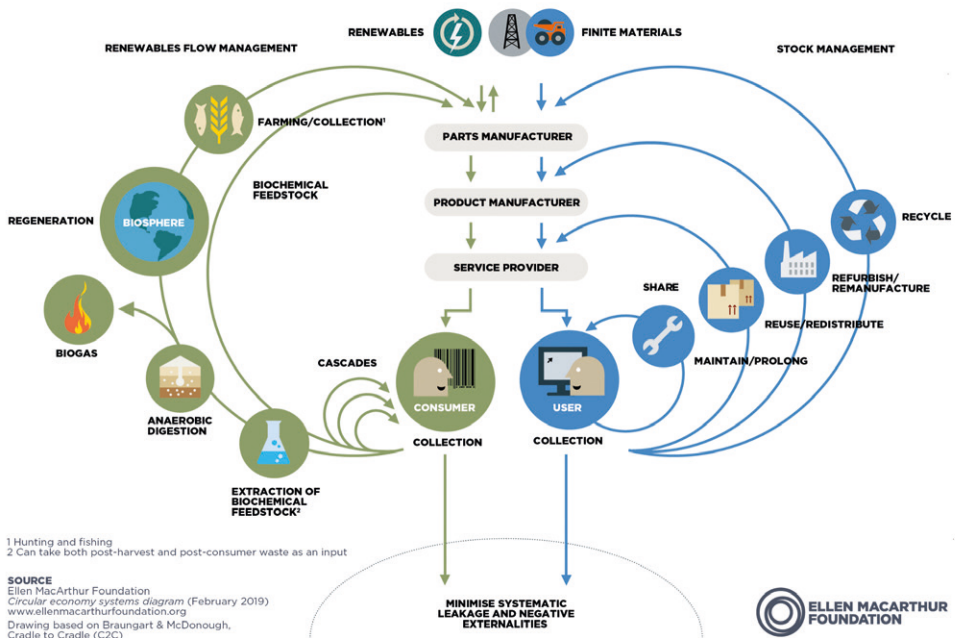 RENEWABLES
FINITE MATERIALS
RENEWABLES FLOW MANAGEMENT
STOCK MANAGEMENT
FARMING/COLLECTION¹
PARTS MANUFACTURER
BIOCHEMICAL
FEEDSTOCK
PRODUCT MANUFACTURER
REGENERATION
BIOSPHERE
RECYCLE
SERVICE PROVIDER
REFURBISH/
REMANUFACTURE
SHARE
REUSE/REDISTRIBUTE
BIOGAS
MAINTAIN/PROLONG
CASCADES
CONSUMER
USER
ANAEROBIC
DIGESTION
COLLECTION
COLLECTION
EXTRACTION OF
BIOCHEMICAL
FEEDSTOCK²
1 Hunting and fishing
2 Can take both post-harvest and post-consumer waste as an input
SOURCE
Ellen MacArthur Foundation
Circular economy systems diagram (February 2019)
www.ellenmacarthurfoundation.org
Drawing based on Braungart & McDonough,
Cradle to Cradle (C2C)
MINIMISE SYSTEMATIC
LEAKAGE AND NEGATIVE
EXTERNALITIES
ELLEN MACARTHUR
FOUNDATION